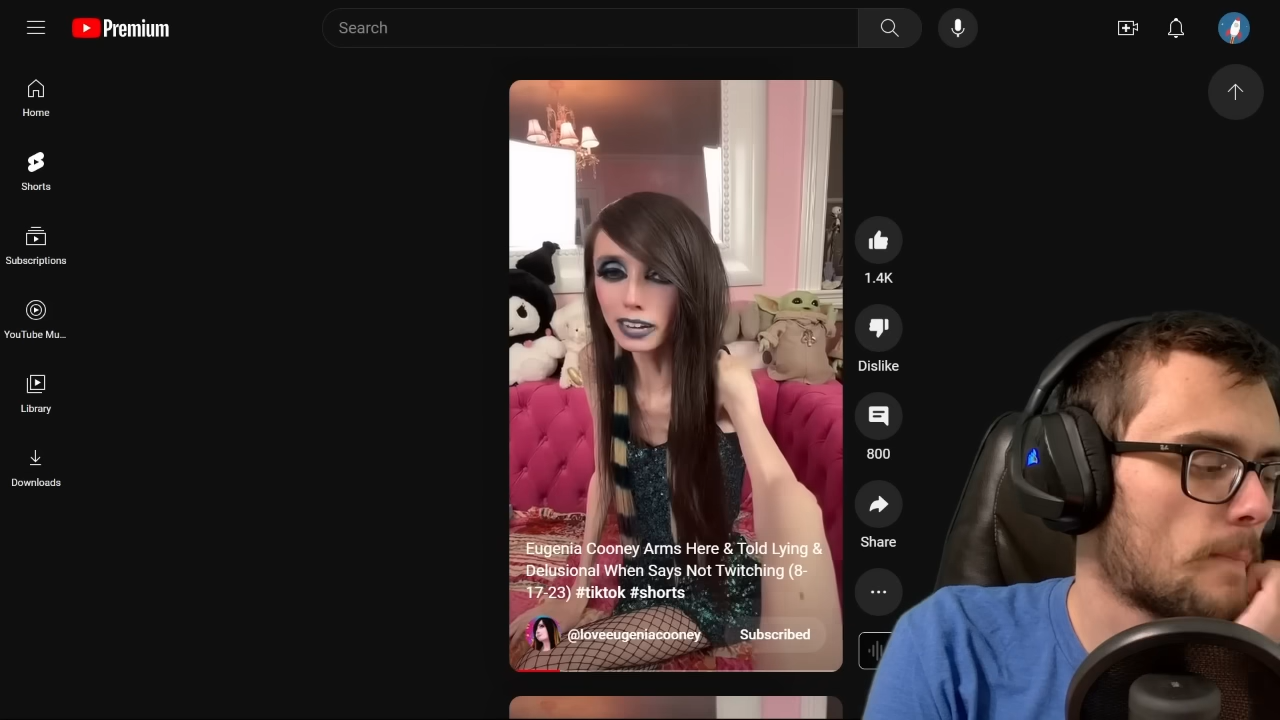 Premium
Search
Home
Shorts
Subscriptions
YouTube Mu...
Library
Downloads
Eugenia Cooney Arms Here & Told Lying &
Delusional When Says Not Twitching (8-
17-23) #tiktok #shorts
@loveeugeniacooney
Subscribed
1.4K
Dislike
800
Share